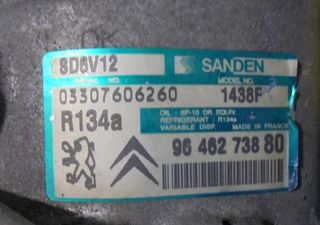 SD6V12
SANDEN
SERIAL NO.
MODEL NO.
03307606260
1438F
R134a
OIL : SP-10 OR EQUIV.
REFRIGERANT : R134a
VARIABLE DISP. MADE IN FRANCE
96 462 738 80